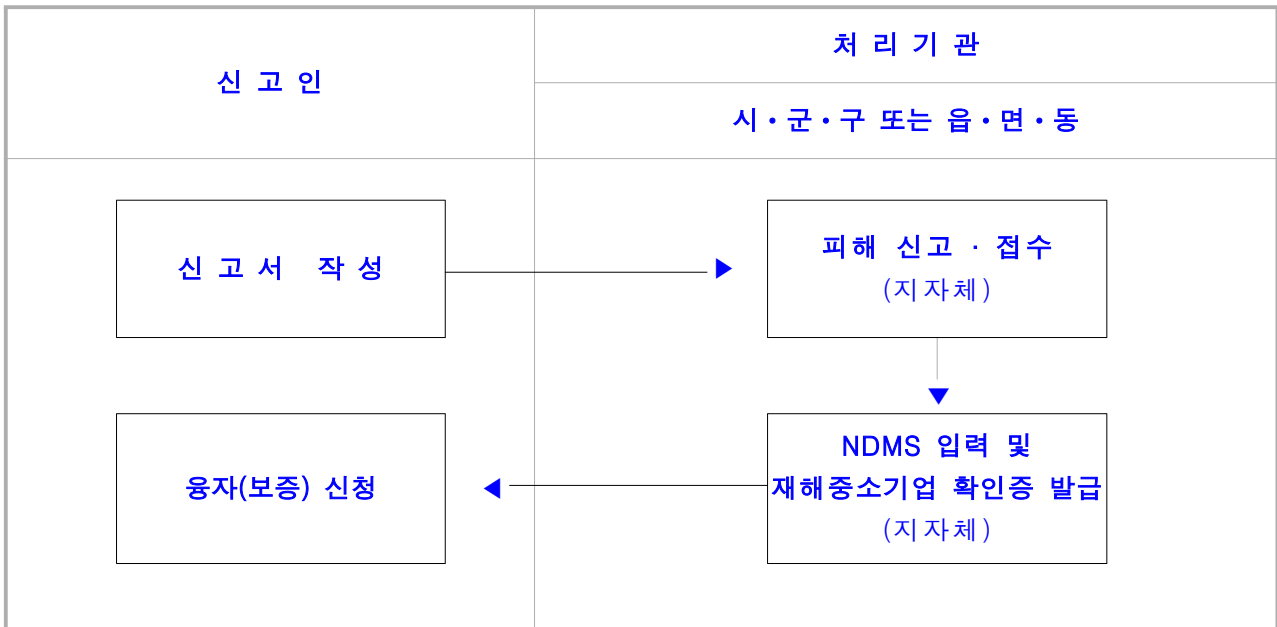 신 고 인
처 리 기 관
시·군·구 또는 읍·면·동
신 고 서 작 성
피해 신고 · 접수
(지자체)
NDMS 입력 및
재해중소기업 확인증 발급
(지자체)
융자(보증) 신청